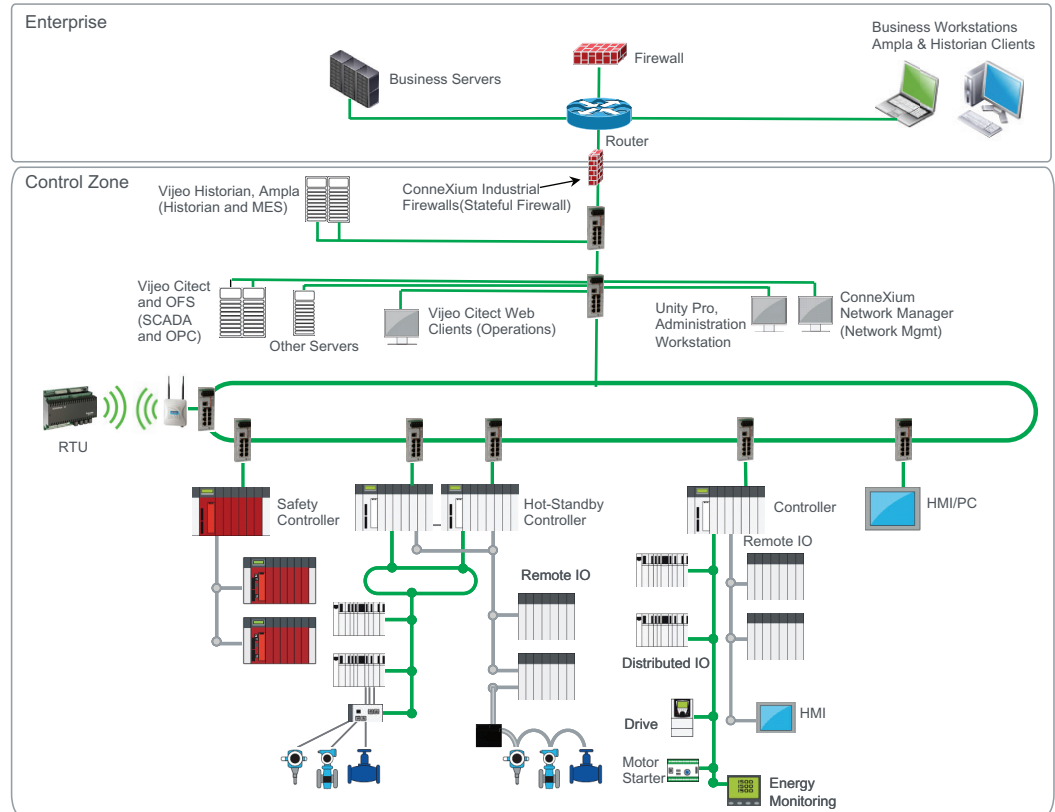 Enterprise
Business Workstations
Ampla & Historian Clients
Firewall
Business Servers
Router
Control Zone
Vijeo Historian, Ampla
(Historian and MES)
ConneXium Industrial
Firewalls(Stateful Firewall)
Vijeo Citect
and OFS
(SCADA
and OPC)
Other Servers
Vijeo Citect Web
Clients (Operations)
Unity Pro,
Administration
Workstation
ConneXium
Network Manager
(Network Mgmt)
RTU
Safety
Controller
Hot-Standby
Controller
Controller
HMI/PC
Remote IO
Remote IO
Distributed IO
Drive
HMI
Motor
Starter
Energy
Monitoring